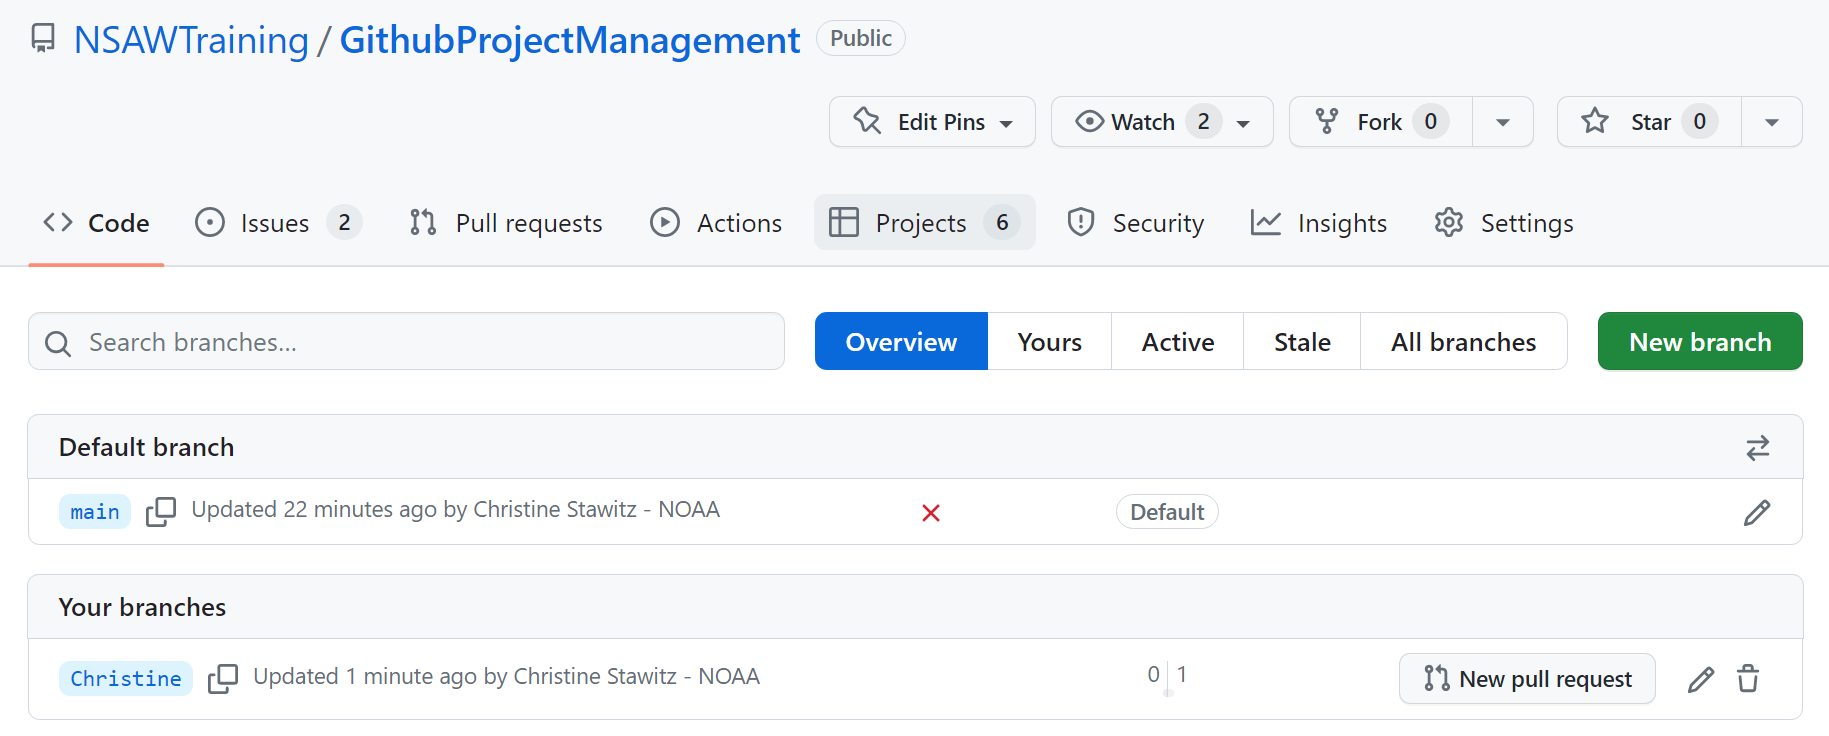 NSAWTraining / GithubProjectManagement Public
Edit Pins Watch 2 Fork 0 Star 0
Code Issues 2 Pull requests Actions Projects 6 Security Insights Settings
Search branches... Overview Yours Active Stale All branches New branch
Default branch
main Updated 22 minutes ago by Christine Stawitz - NOAA Default
Your branches
Christine Updated 1 minute ago by Christine Stawitz - NOAA 0 1 New pull request